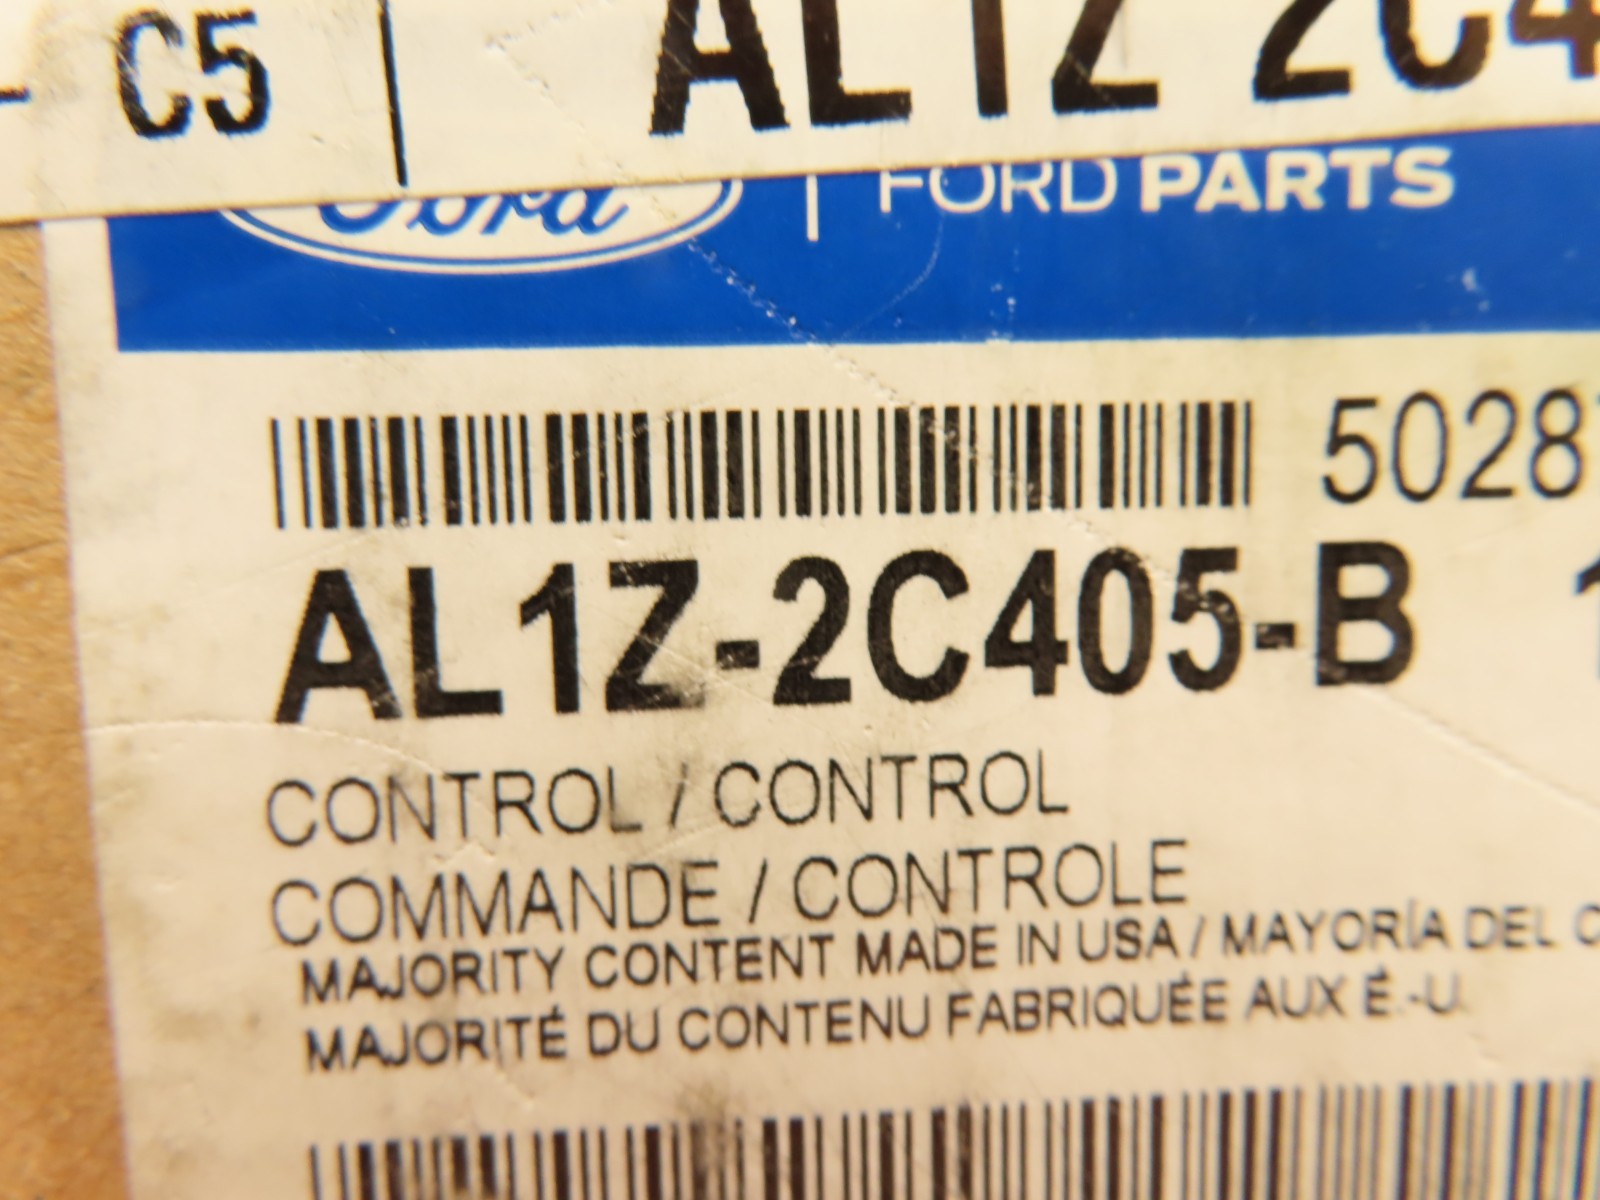 C5 AL1Z 2C4
Ford FORD PARTS
5028
AL1Z-2C405-B
CONTROL / CONTROL
COMMANDE / CONTROLE
MAJORITY CONTENT MADE IN USA / MAYORÍA DEL
MAJORITÉ DU CONTENU FABRIQUÉE AUX É.-U.